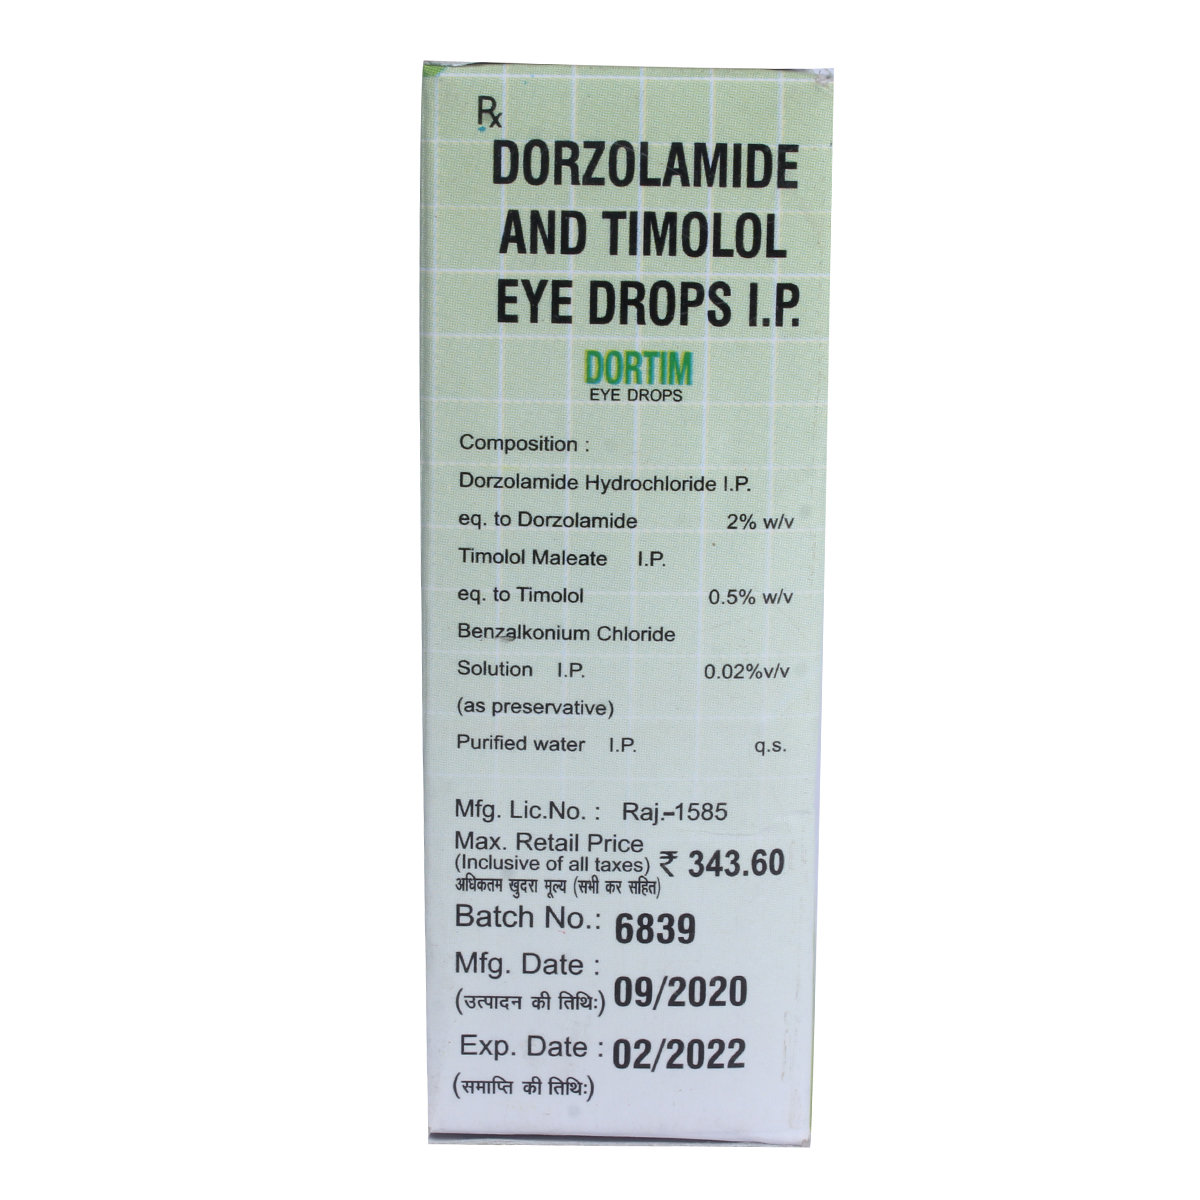 Rx
DORZOLAMIDE
AND TIMOLOL
EYE DROPS I.P.
DORTIM
EYE DROPS
Composition :
Dorzolamide Hydrochloride I.P.
eq. to Dorzolamide 2% w/v
Timolol Maleate I.P.
eq. to Timolol 0.5% w/v
Benzalkonium Chloride
Solution I.P. 0.02%v/v
(as preservative)
Purified water I.P. q.s.
Mfg. Lic.No. : Raj.-1585
Max. Retail Price
(Inclusive of all taxes) ₹ 343.60
अधिकतम खुदरा मूल्य (सभी कर सहित)
Batch No.: 6839
Mfg. Date :
(उत्पादन की तिथिः) 09/2020
Exp. Date : 02/2022
(समाप्ति की तिथिः)